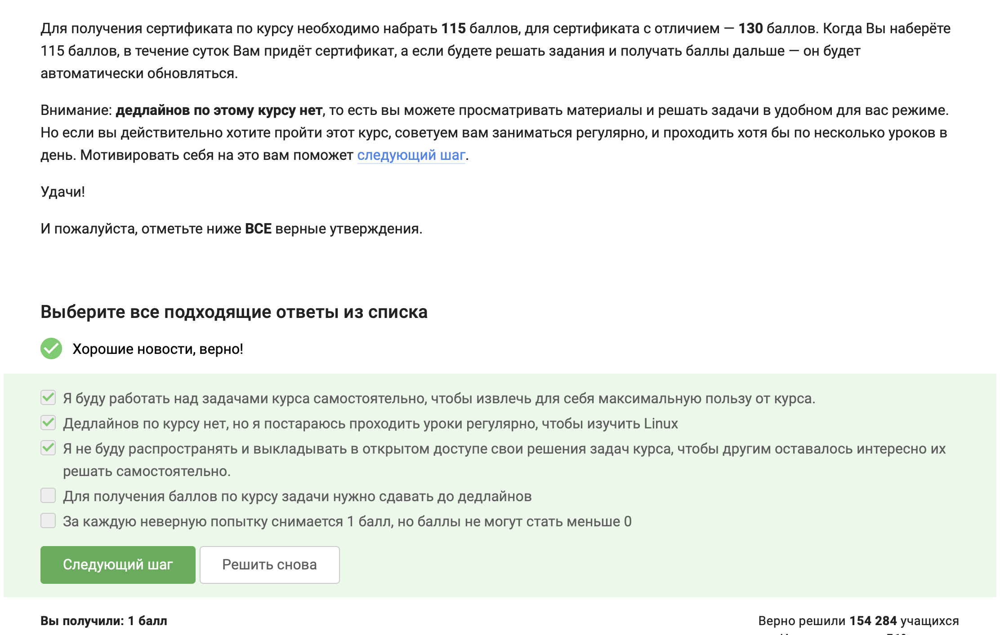 Для получения сертификата по курсу необходимо набрать 115 баллов, для сертификата с отличием — 130 баллов. Когда Вы наберёте
115 баллов, в течение суток Вам придёт сертификат, а если будете решать задания и получать баллы дальше — он будет
автоматически обновляться.
Внимание: дедлайнов по этому курсу нет, то есть вы можете просматривать материалы и решать задачи в удобном для вас режиме.
Но если вы действительно хотите пройти этот курс, советуем вам заниматься регулярно, и проходить хотя бы по несколько уроков в
день. Мотивировать себя на это вам поможет следующий шаг.
Удачи!
И пожалуйста, отметьте ниже ВСЕ верные утверждения.
Выберите все подходящие ответы из списка
Хорошие новости, верно!
Я буду работать над задачами курса самостоятельно, чтобы извлечь для себя максимальную пользу от курса.
Дедлайнов по курсу нет, но я постараюсь проходить уроки регулярно, чтобы изучить Linux
Я не буду распространять и выкладывать в открытом доступе свои решения задач курса, чтобы другим оставалось интересно их
решать самостоятельно.
Для получения баллов по курсу задачи нужно сдавать до дедлайнов
За каждую неверную попытку снимается 1 балл, но баллы не могут стать меньше 0
Следующий шаг Решить снова
Вы получили: 1 балл Верно решили 154 284 учащихся